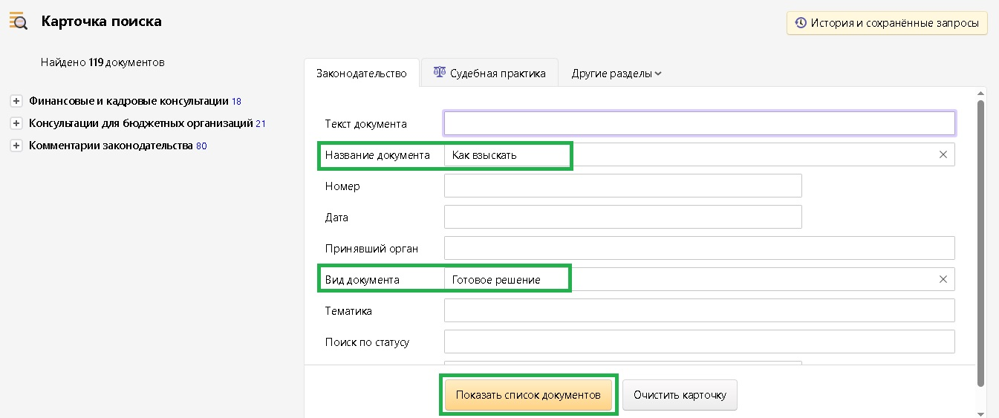 Карточка поиска
История и сохранённые запросы
Найдено 119 документов
Финансовые и кадровые консультации 18
Консультации для бюджетных организаций 21
Комментарии законодательства 80
Законодательство
Судебная практика
Другие разделы
Текст документа
Название документа Как взыскать
Номер
Дата
Принявший орган
Вид документа Готовое решение
Тематика
Поиск по статусу
Показать список документов
Очистить карточку